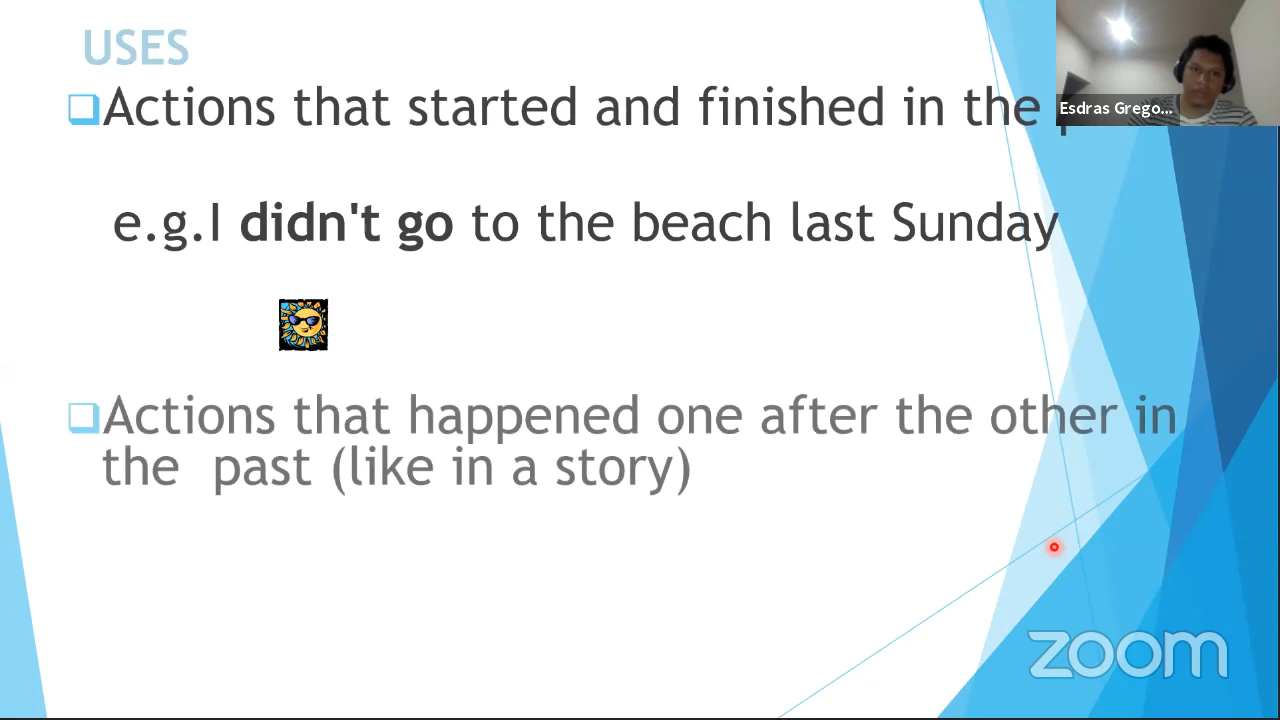 USES
❑Actions that started and finished in the
Esdras Grego...
e.g.I didn't go to the beach last Sunday
❑Actions that happened one after the other in
the past (like in a story)
zoom